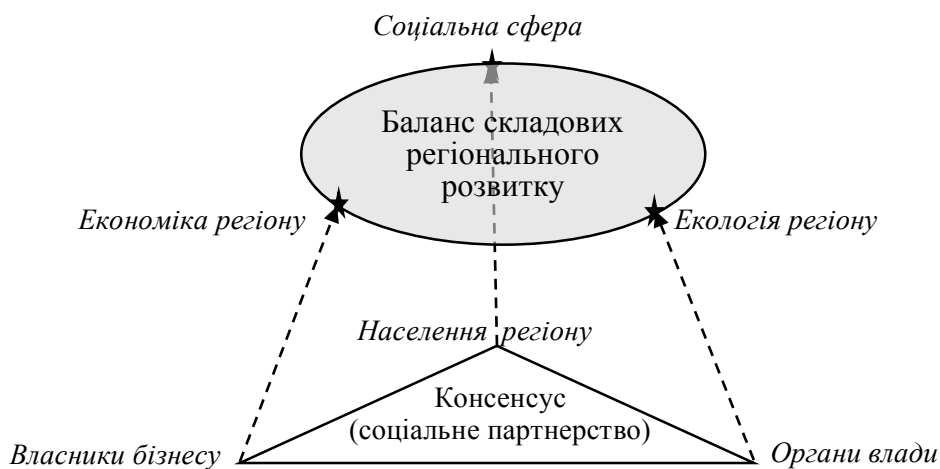 Соціальна сфера
Баланс складових
регіонального
розвитку
Економіка регіону
Екологія регіону
Населення регіону
Консенсус
(соціальне партнерство)
Власники бізнесу
Органи влади